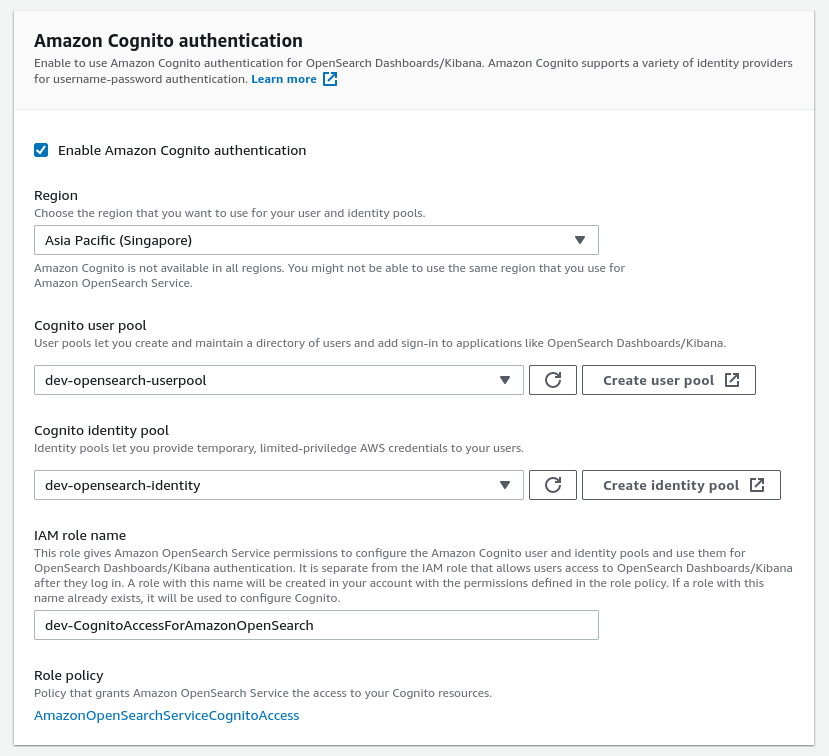 Amazon Cognito authentication
Enable to use Amazon Cognito authentication for OpenSearch Dashboards/Kibana. Amazon Cognito supports a variety of identity providers
for username-password authentication. Learn more
Enable Amazon Cognito authentication
Region
Choose the region that you want to use for your user and identity pools.
Asia Pacific (Singapore)
Amazon Cognito is not available in all regions. You might not be able to use the same region that you use for
Amazon OpenSearch Service.
Cognito user pool
User pools let you create and maintain a directory of users and add sign-in to applications like OpenSearch Dashboards/Kibana.
dev-opensearch-userpool
Create user pool
Cognito identity pool
Identity pools let you provide temporary, limited-priviledge AWS credentials to your users.
dev-opensearch-identity
Create identity pool
IAM role name
This role gives Amazon OpenSearch Service permissions to configure the Amazon Cognito user and identity pools and use them for
OpenSearch Dashboards/Kibana authentication. It is separate from the IAM role that allows users access to OpenSearch Dashboards/Kibana
after they log in. A role with this name will be created in your account with the permissions defined in the role policy. If a role with this
name already exists, it will be used to configure Cognito.
dev-CognitoAccessForAmazonOpenSearch
Role policy
Policy that grants Amazon OpenSearch Service the access to your Cognito resources.
AmazonOpenSearchServiceCognitoAccess